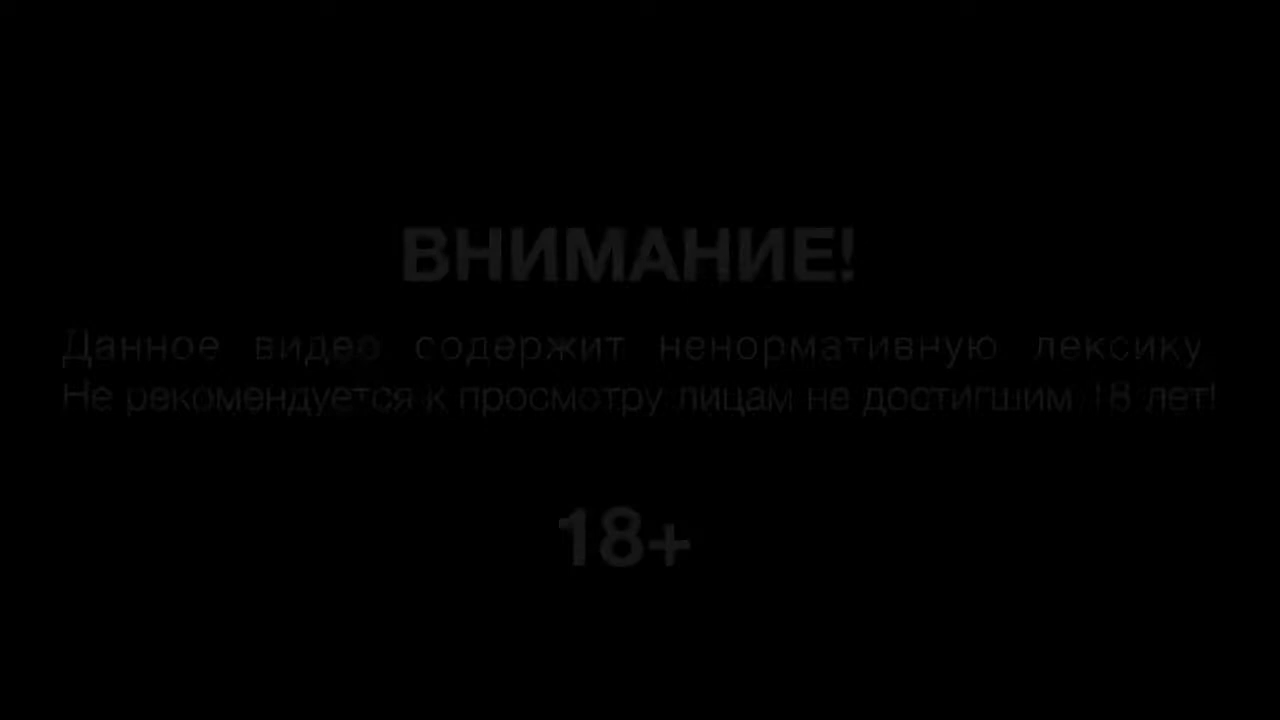 ВНИМАНИЕ!
Данное видео содержит ненормативную лексику
Не рекомендуется к просмотру лицам не достигшим 18 лет!
18+